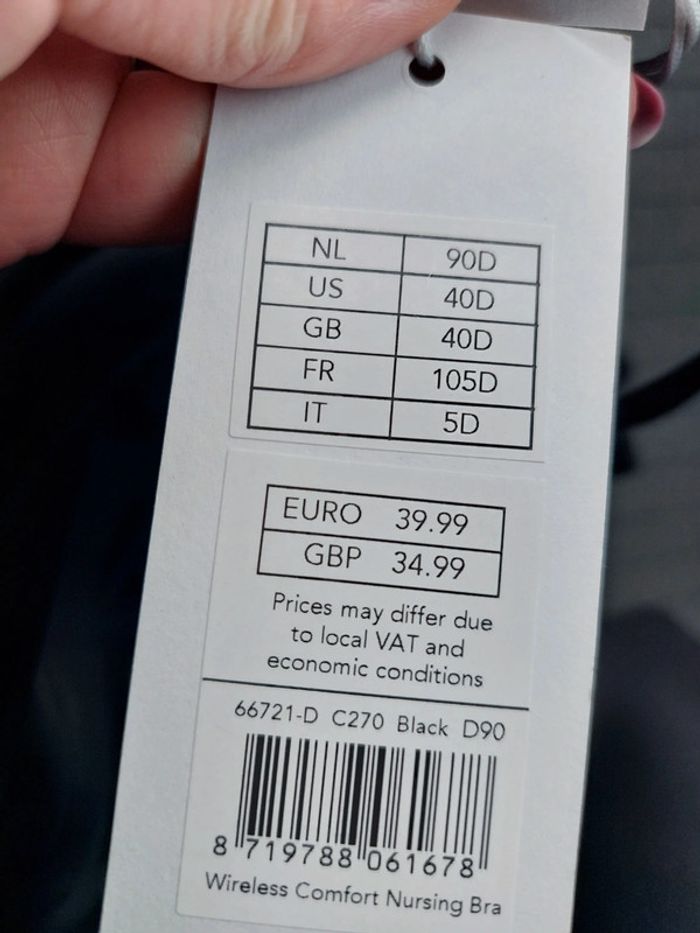 NL 90D
US 40D
GB 40D
FR 105D
IT 5D
EURO 39.99
GBP 34.99
Prices may differ due
to local VAT and
economic conditions
66721-D C270 Black D90
8 719788 061678
Wireless Comfort Nursing Bra